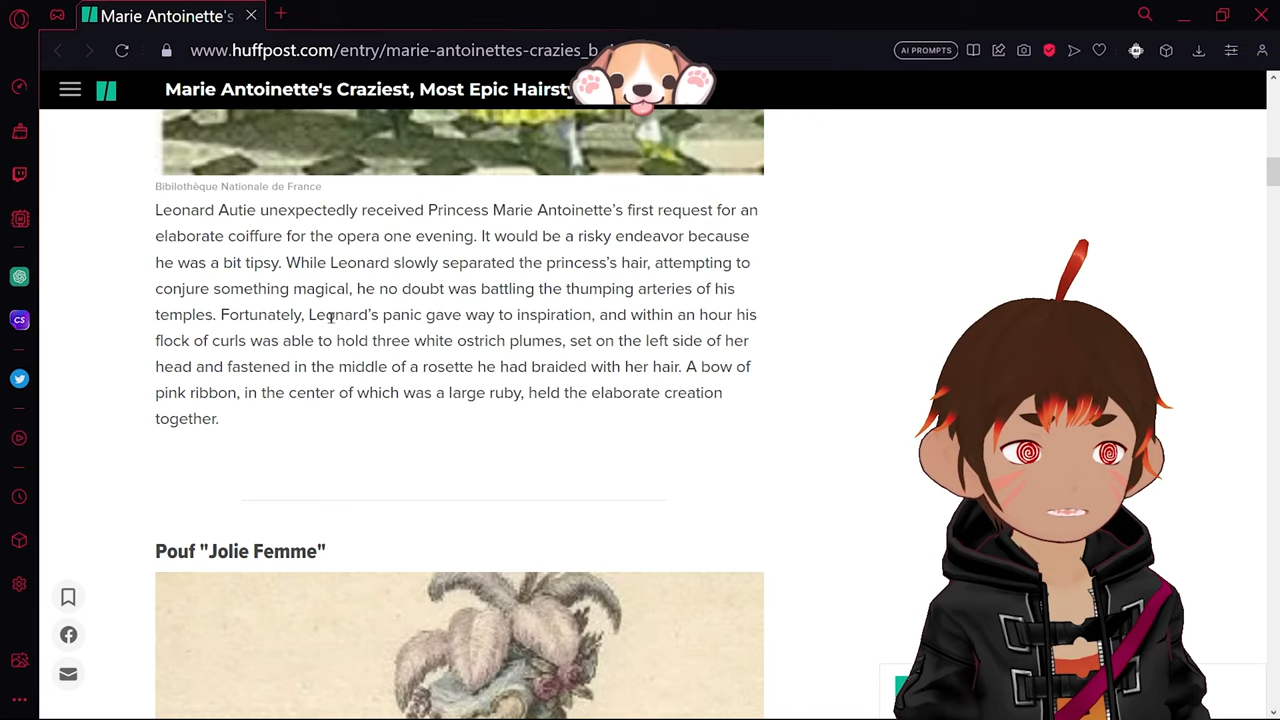 Marie Antoinette's
www.huffpost.com/entry/marie-antoinettes-crazies_b_
AI PROMPTS
Marie Antoinette's Craziest, Most Epic
Bibilothèque Nationale de France
Leonard Autie unexpectedly received Princess Marie Antoinette's first request for an
elaborate coiffure for the opera one evening. It would be a risky endeavor because
he was a bit tipsy. While Leonard slowly separated the princess's hair, attempting to
conjure something magical, he no doubt was battling the thumping arteries of his
temples. Fortunately, Leonard's panic gave way to inspiration, and within an hour his
flock of curls was able to hold three white ostrich plumes, set on the left side of her
head and fastened in the middle of a rosette he had braided with her hair. A bow of
pink ribbon, in the center of which was a large ruby, held the elaborate creation
together.
Pouf "Jolie Femme"
CS